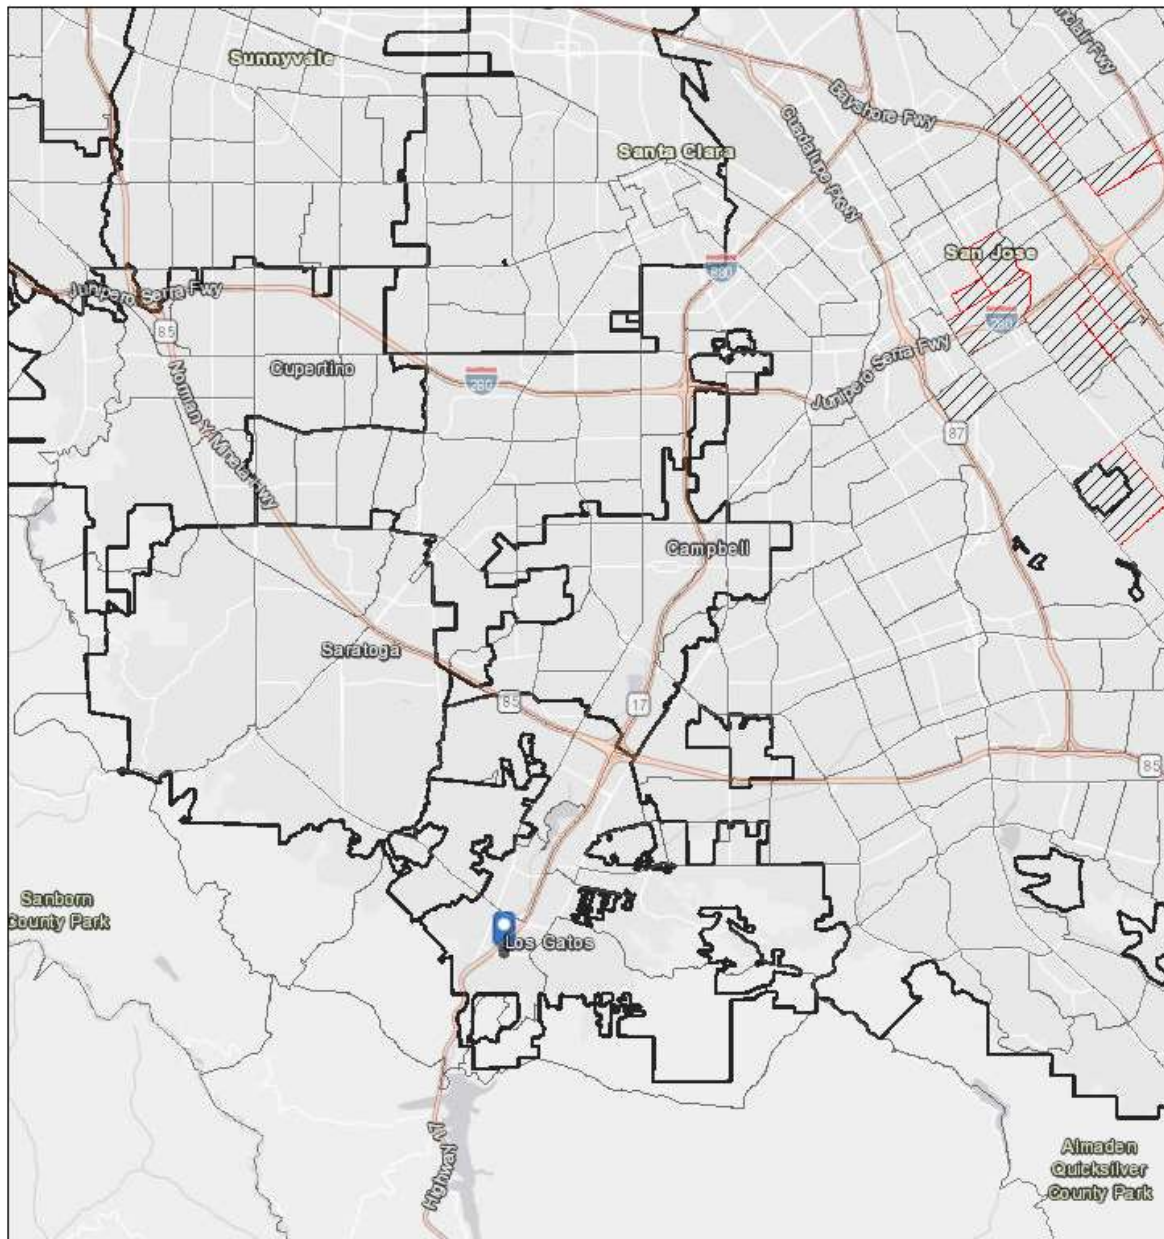 Sunnyvale
Bayshore Fwy
Santa Clara
Guadalupe Pkwy
San Jose
880
Junipero Serra Fwy
280
85
Cupertino
280
Junipero Serra Fwy
87
Norman Y Mineta Fwy
Campbell
Saratoga
85
17
85
Sanborn
County Park
Los Gatos
Highway 17
Almaden
Quicksilver
County Park